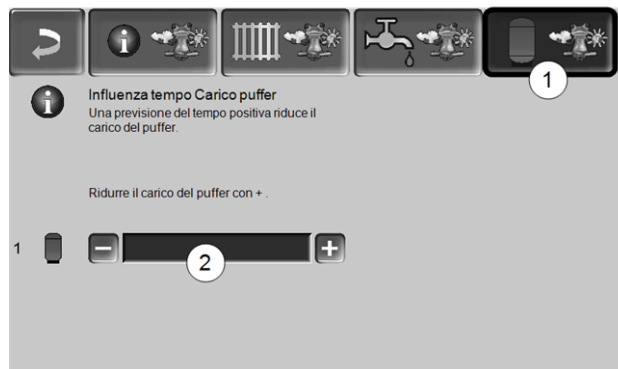 1
Influenza tempo Carico puffer
Una previsione del tempo positiva riduce il
carico del puffer.
Ridurre il carico del puffer con + .
1
2